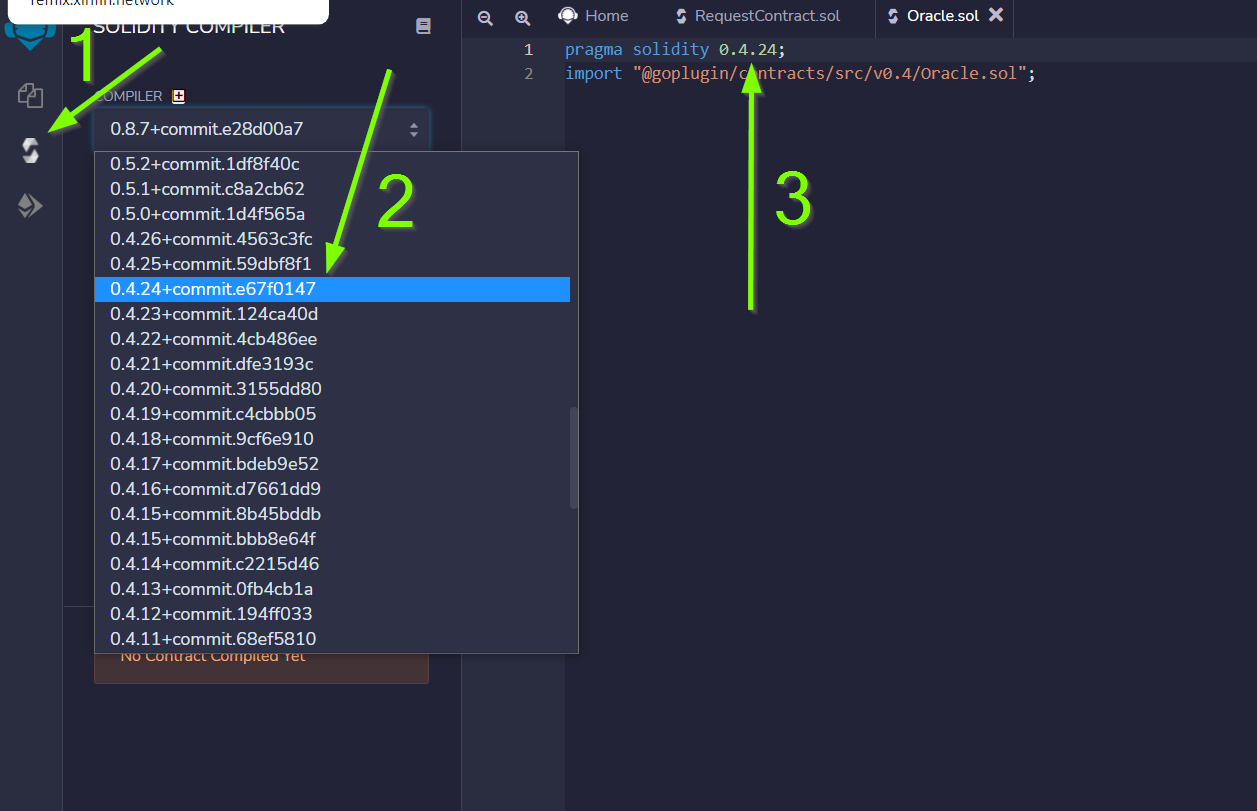 remix.xinfin.network
SOLIDITY COMPILER
1
COMPILER
0.8.7+commit.e28d00a7
0.5.2+commit.1df8f40c
0.5.1+commit.c8a2cb62
0.5.0+commit.1d4f565a
0.4.26+commit.4563c3fc
0.4.25+commit.59dbf8f1
0.4.24+commit.e67f0147
0.4.23+commit.124ca40d
0.4.22+commit.4cb486ee
0.4.21+commit.dfe3193c
0.4.20+commit.3155dd80
0.4.19+commit.c4cbbb05
0.4.18+commit.9cf6e910
0.4.17+commit.bdeb9e52
0.4.16+commit.d7661dd9
0.4.15+commit.8b45bddb
0.4.15+commit.bbb8e64f
0.4.14+commit.c2215d46
0.4.13+commit.0fb4cb1a
0.4.12+commit.194ff033
0.4.11+commit.68ef5810
No Contract Compiled Yet
2
Home
RequestContract.sol
Oracle.sol
1 pragma solidity 0.4.24;
2 import "@goplugin/contracts/src/v0.4/Oracle.sol";
3